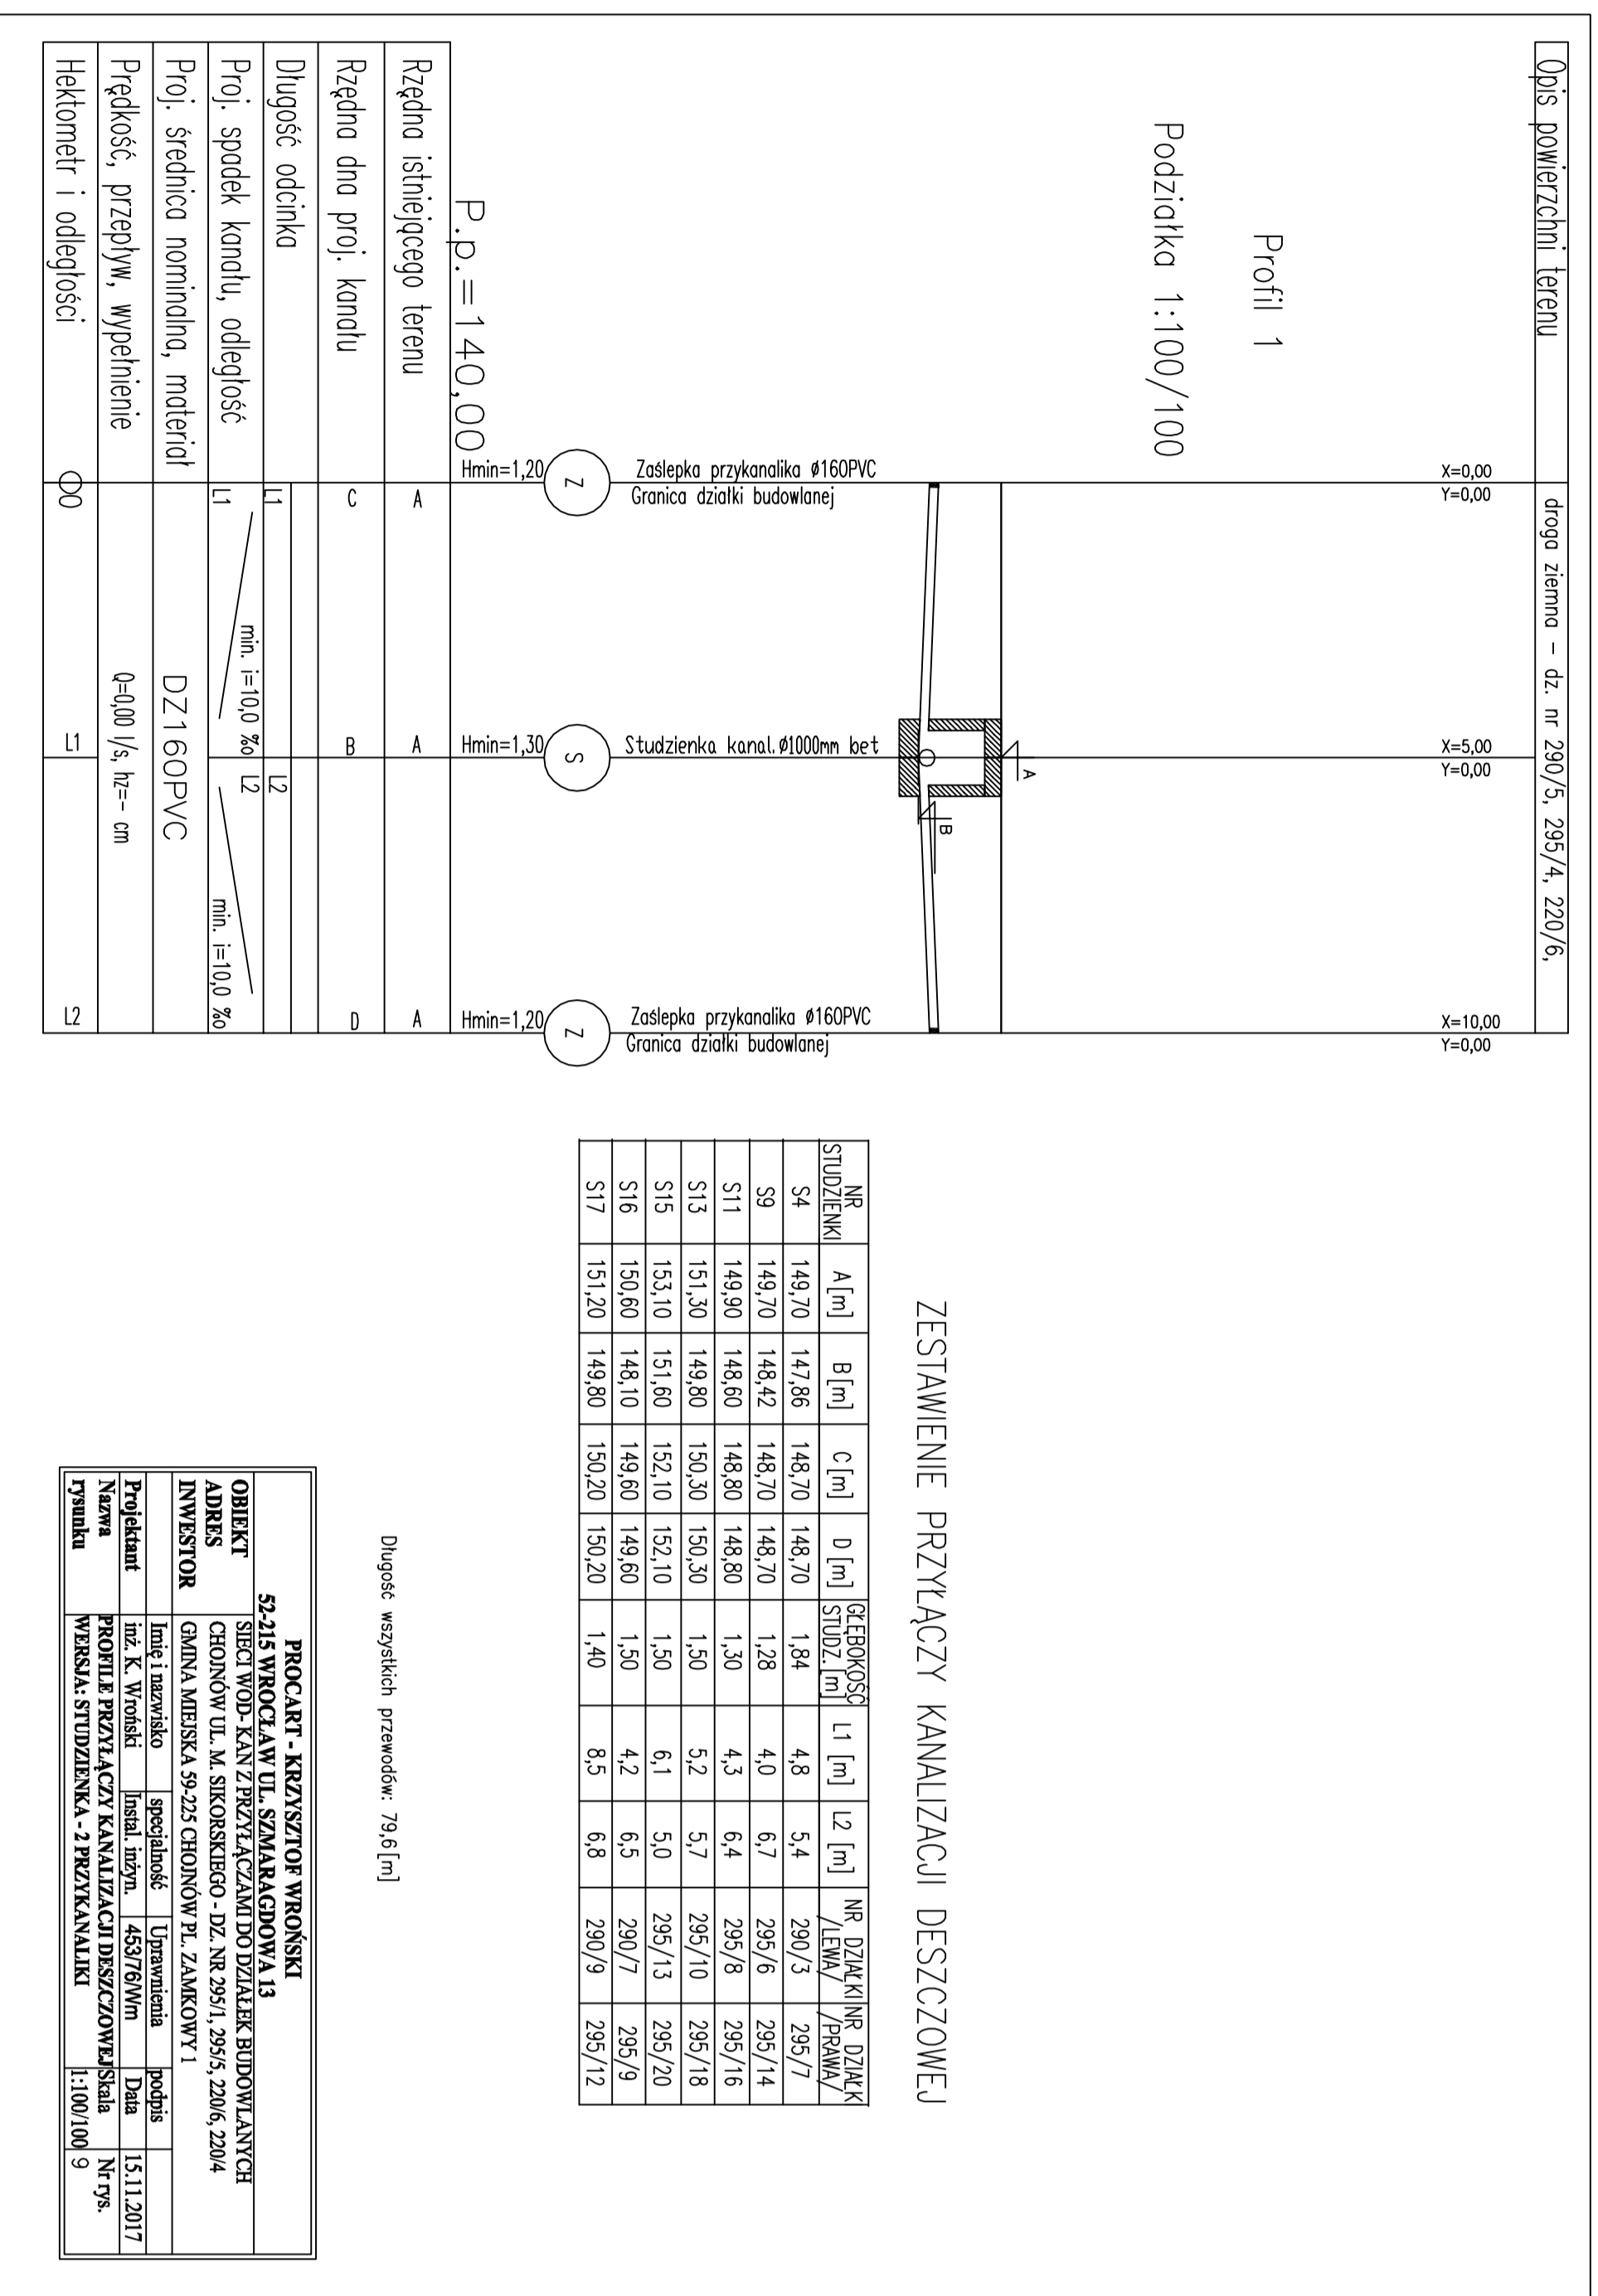 Opis powierzchni terenu
droga ziemna - dz. nr 290/5, 295/4, 220/6,
X=0,00
Y=0,00
X=5,00
Y=0,00
X=10,00
Y=0,00
Profil 1
Podziałka 1:100/100
A
B
Zaślepka przykanalika Ø160PVC
Granica działki budowlanej
Studzienka kanal.Ø1000mm bet
Zaślepka przykanalika Ø160PVC
Granica działki budowlanej
Z
S
Z
P.p.=140,00
Hmin=1,20
Hmin=1,30
Hmin=1,20
Rzędna istniejącego terenu
A
A
A
Rzędna dna proj. kanału
C
B
D
Długość odcinka
L1
L2
Proj. spadek kanału, odległość
L1
min. i=10,0 ‰
L2
min. i=10,0 ‰
Proj. średnica nominalna, materiał
DZ160PVC
Prędkość, przepływ, wypełnienie
Q=0,00 l/s, hz=- cm
Hektometr i odległości
0
0
L1
L2
ZESTAWIENIE PRZYŁĄCZY KANALIZACJI DESZCZOWEJ
NR STUDZIENKI A[m] B[m] C[m] D [m] GŁĘBOKOŚĆ STUDZ.[m] L1 [m] L2 [m] NR DZIAŁKI /LEWA/ NR DZIAŁK /PRAWA/
S4 149,70 147,86 148,70 148,70 1,84 4,8 5,4 290/3 295/7
S9 149,70 148,42 148,70 148,70 1,28 4,0 6,7 295/6 295/14
S11 149,90 148,60 148,80 148,80 1,30 4,3 6,4 295/8 295/16
S13 151,30 149,80 150,30 150,30 1,50 5,2 5,7 295/10 295/18
S15 153,10 151,60 152,10 152,10 1,50 6,1 5,0 295/13 295/20
S16 150,60 148,10 149,60 149,60 1,50 4,2 6,5 290/7 295/9
S17 151,20 149,80 150,20 150,20 1,40 8,5 6,8 290/9 295/12
Długość wszystkich przewodów: 79,6[m]
PROCART - KRZYSZTOF WROŃSKI
52-215 WROCŁAW UL. SZMARAGDOWA 13
OBIEKT SIECI WOD- KAN Z PRZYŁĄCZAMI DO DZIAŁEK BUDOWLANYCH
ADRES CHOJNÓW UL. M. SIKORSKIEGO - DZ. NR 295/1, 295/5, 220/6, 220/4
INWESTOR GMINA MIEJSKA 59-225 CHOJNÓW PL. ZAMKOWY 1
Imię i nazwisko specjalność Uprawnienia podpis
Projektant inż. K. Wroński Instal. inżyn. 453/76/Wm Data 15.11.2017
Nazwa PROFILE PRZYŁĄCZY KANALIZACJI DESZCZOWEJ Skala Nr rys.
rysunku WERSJA: STUDZIENKA - 2 PRZYKANALIKI 1:100/100 9